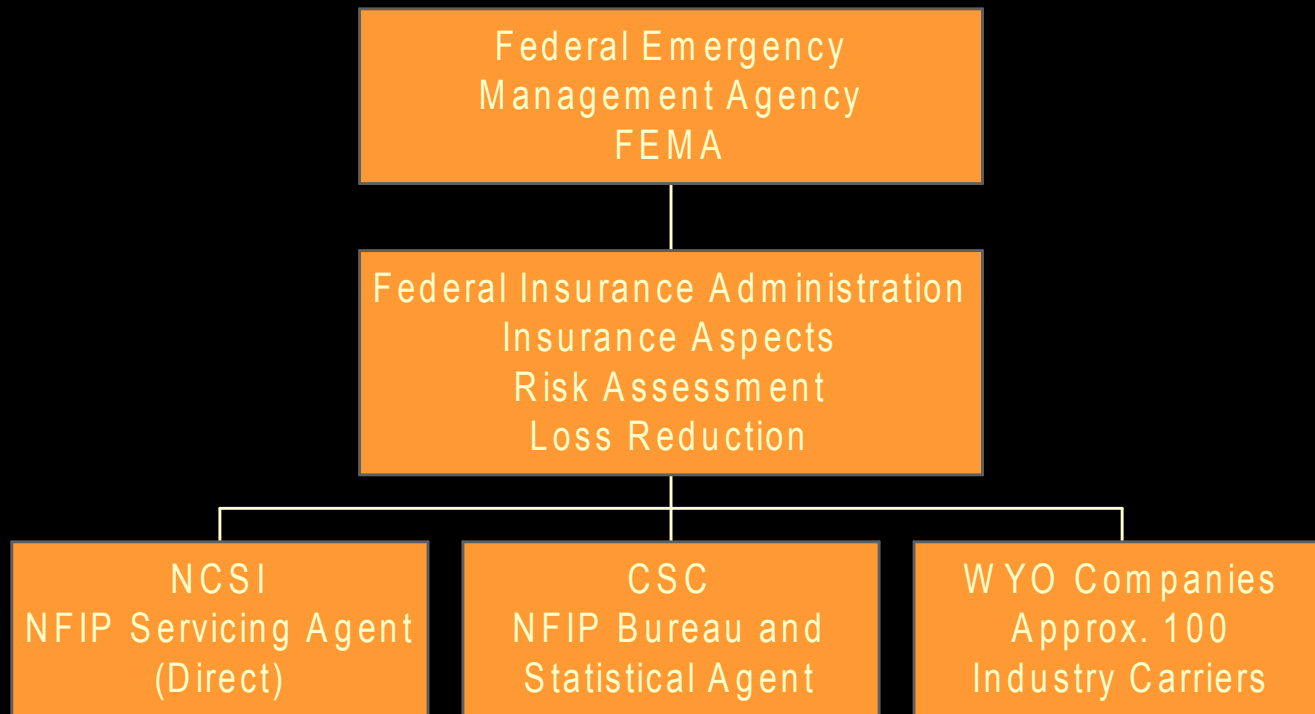 Federal Emergency
Management Agency
FEMA
Federal Insurance Administration
Insurance Aspects
Risk Assessment
Loss Reduction
NCSI
NFIP Servicing Agent
(Direct)
CSC
NFIP Bureau and
Statistical Agent
WYO Companies
Approx. 100
Industry Carriers